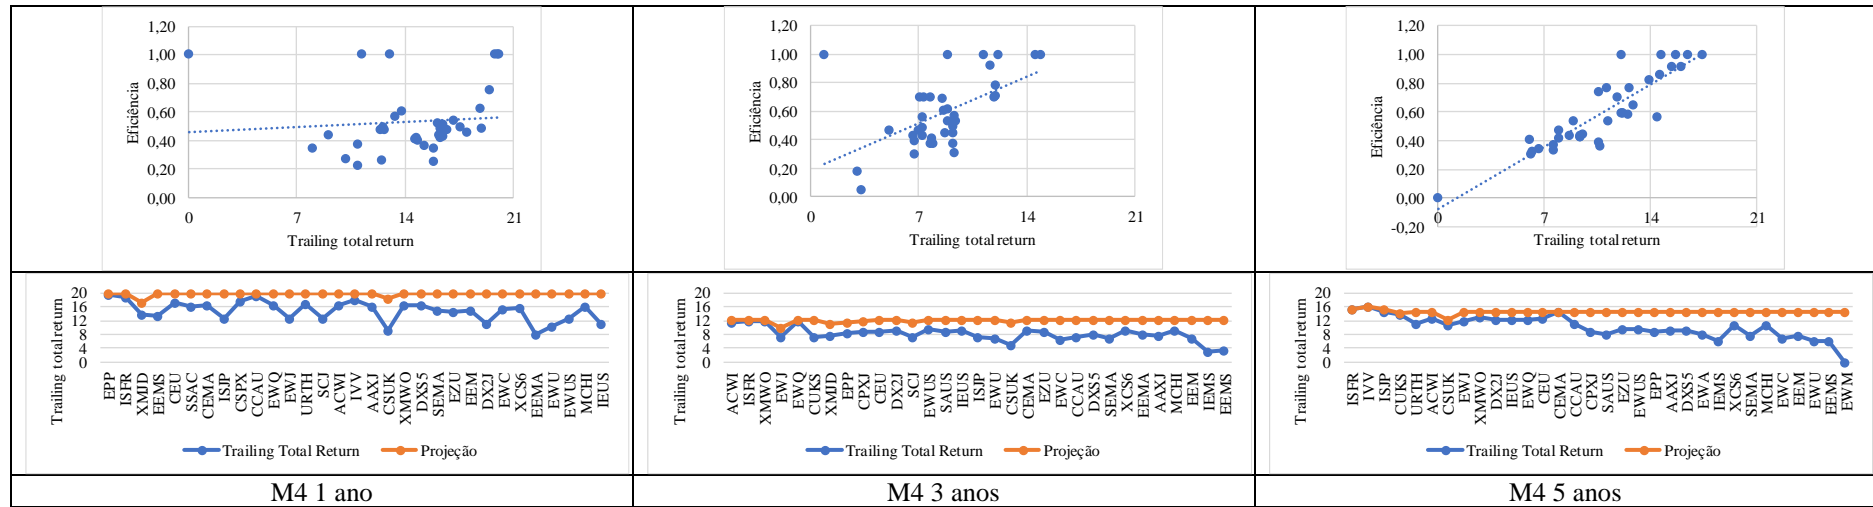 1,20
1,00
0,80
0,60
0,40
0,20
0,00
Eficiência
0 7 14 21
Trailing total return
1,20
1,00
0,80
0,60
0,40
0,20
0,00
Eficiência
0 7 14 21
Trailing total return
1,20
1,00
0,80
0,60
0,40
0,20
0,00
-0,20
Eficiência
0 7 14 21
Trailing total return
Trailing total return
20
16
12
8
4
0
EPP ISFR XMJD EEMS CEU SSAC CEMA ISJP CSPX CCAU EWQ EWJ URTH SCJ ACWI IVV AAXJ CSUK XMWO DXS5 SEMA EZU EEM DX2J EWC XCS6 EEMA EWU EWUS MCHI IEUS
Trailing Total Return Projeção
Trailing total return
20
16
12
8
4
0
ACWI ISFR XMWO EWJ EWQ CUKS XMJD EPP CPXJ CEU DX2J SCJ EWUS SAUS IEUS ISJP EWU CSUK CEMA EZU EWC CCAU DXS5 SEMA XCS6 EEMA AAXJ MCHI EEM IEMS EEMS
Trailing Total Return Projeção
Trailing total return
20
16
12
8
4
0
ISFR IVV ISJP CUKS URTH ACWI CSUK EWJ XMWO DX2J IEUS EWQ CEU CEMA CCAU CPXJ SAUS EZU EWUS EPP AAXJ DXS5 EWA IEMS XCS6 SEMA MCHI EWC EEM EWU EEMS EWM
Trailing Total Return Projeção
M4 1 ano
M4 3 anos
M4 5 anos